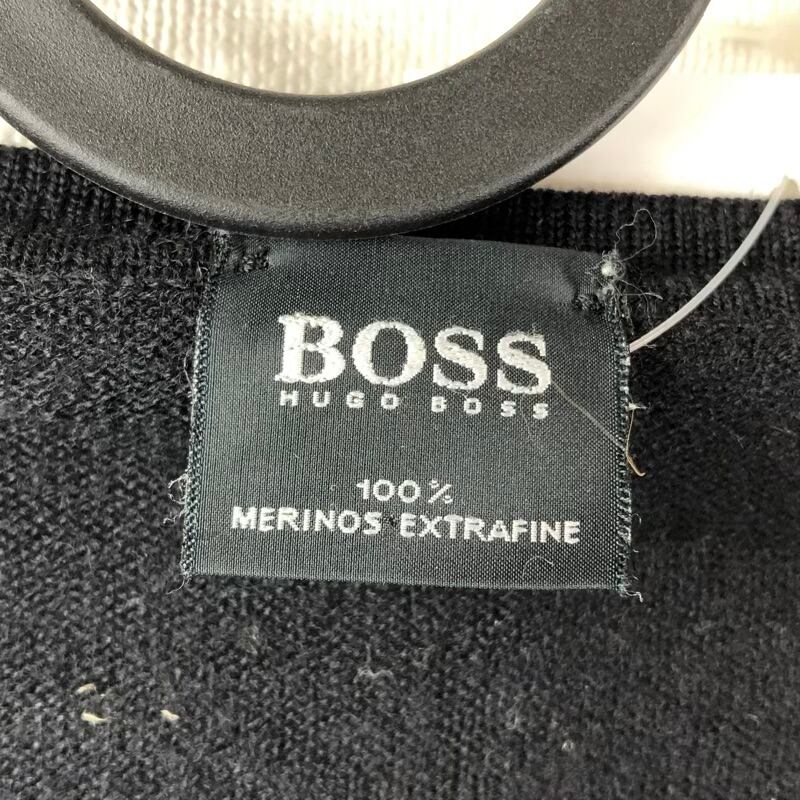 BOSS
HUGO BOSS
100%
MERINOS EXTRAFINE